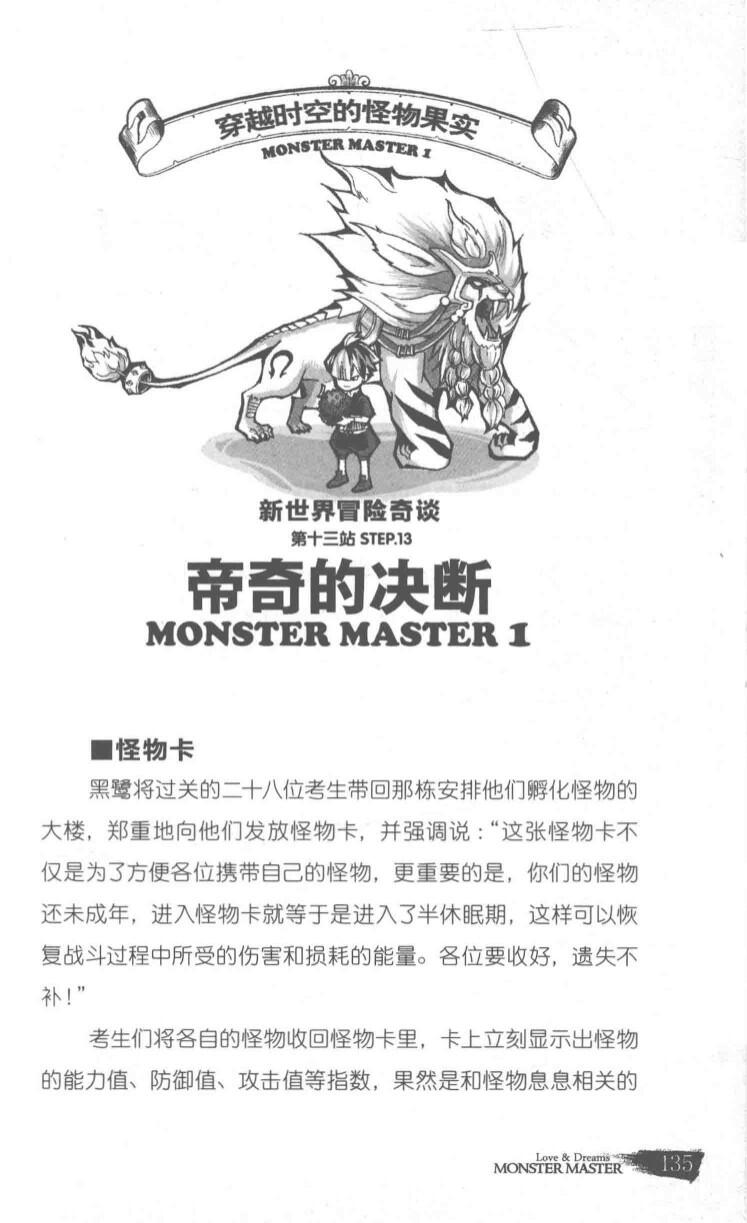 穿越时空的怪物果实
MONSTER MASTER 1
新世界冒险奇谈
第十三站 STEP.13
帝奇的决断
MONSTER MASTER 1
■怪物卡
黑鹭将过关的二十八位考生带回那栋安排他们孵化怪物的
大楼，郑重地向他们发放怪物卡，并强调说：“这张怪物卡不
仅是为了方便各位携带自己的怪物，更重要的是，你们的怪物
还未成年，进入怪物卡就等于是进入了半休眠期，这样可以恢
复战斗过程中所受的伤害和损耗的能量。各位要收好，遗失不
补！”
考生们将各自的怪物收回怪物卡里，卡上立刻显示出怪物
的能力值、防御值、攻击值等指数，果然是和怪物息息相关的
Love & Dreams
MONSTER MASTER
135